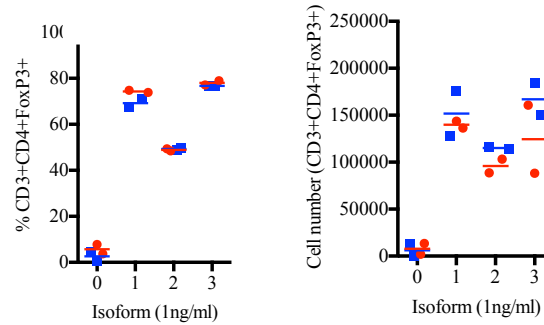 10(
80
60
40
20
0
% CD3+CD4+FoxP3+
0 1 2 3
Isoform (1ng/ml)
250000
200000
150000
100000
50000
0
Cell number (CD3+CD4+FoxP3+)
0 1 2 3
Isoform (1ng/ml)